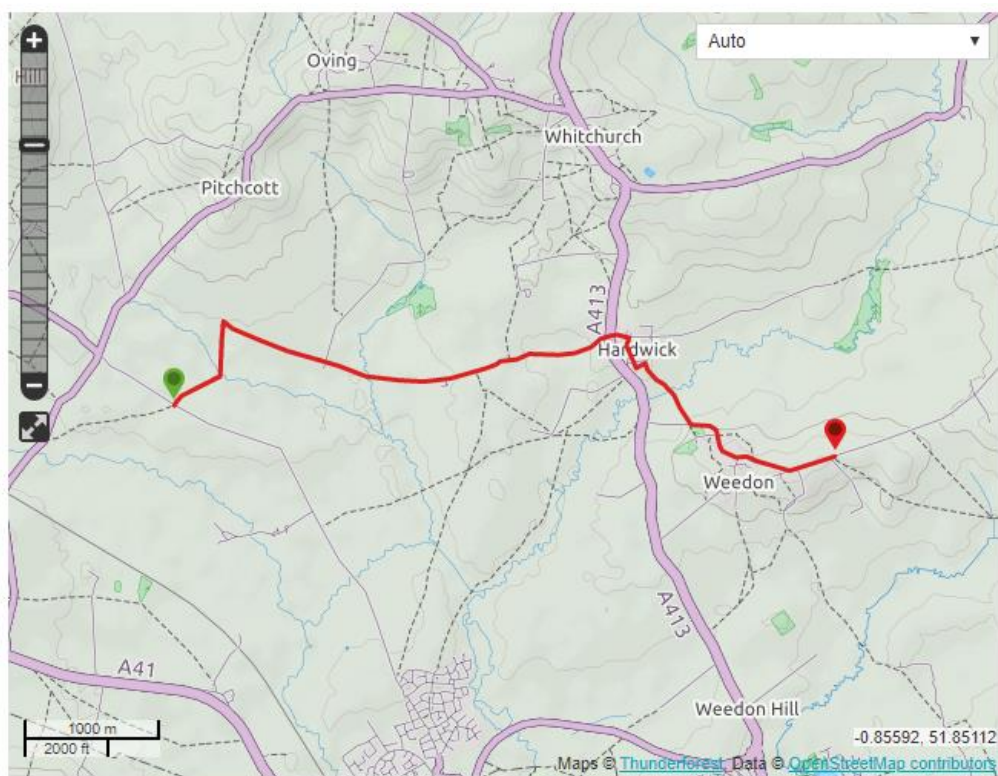 +
Auto ▼
Oving
Hill
Whitchurch
Pitchcott
A413
Hardwick
−
Weedon
A413
A41
Weedon Hill
1000 m
2000 ft
-0.85592, 51.85112
Maps © Thunderforest, Data © OpenStreetMap contributors